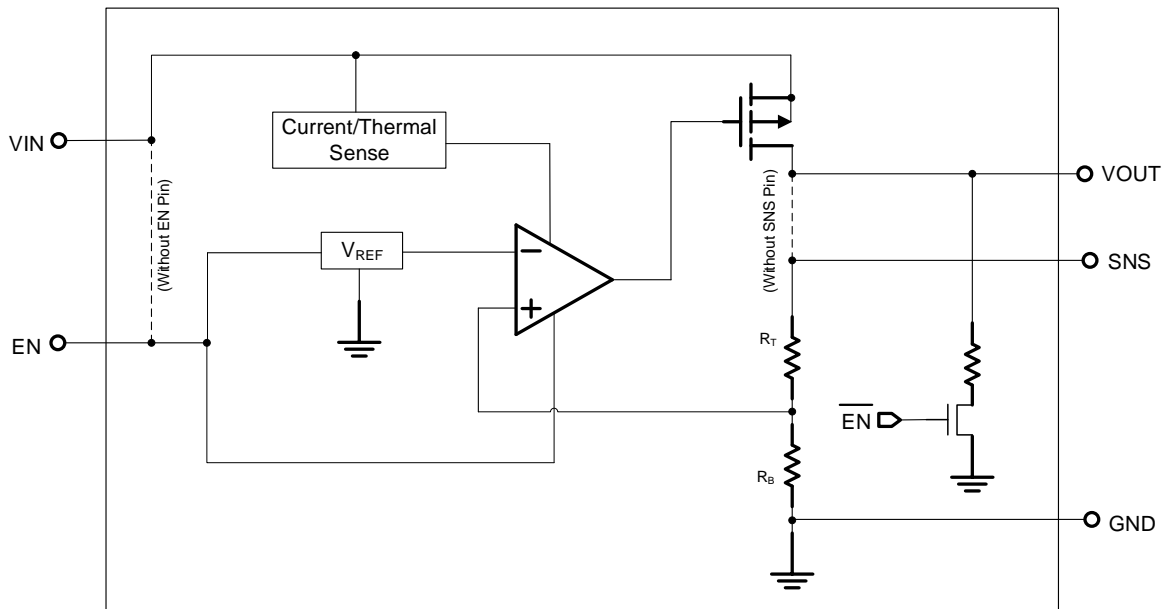 VIN
Current/Thermal
Sense
(Without EN Pin)
(Without SNS Pin)
VOUT
V_REF
−
SNS
+
EN
R_T
EN̅
R_B
GND